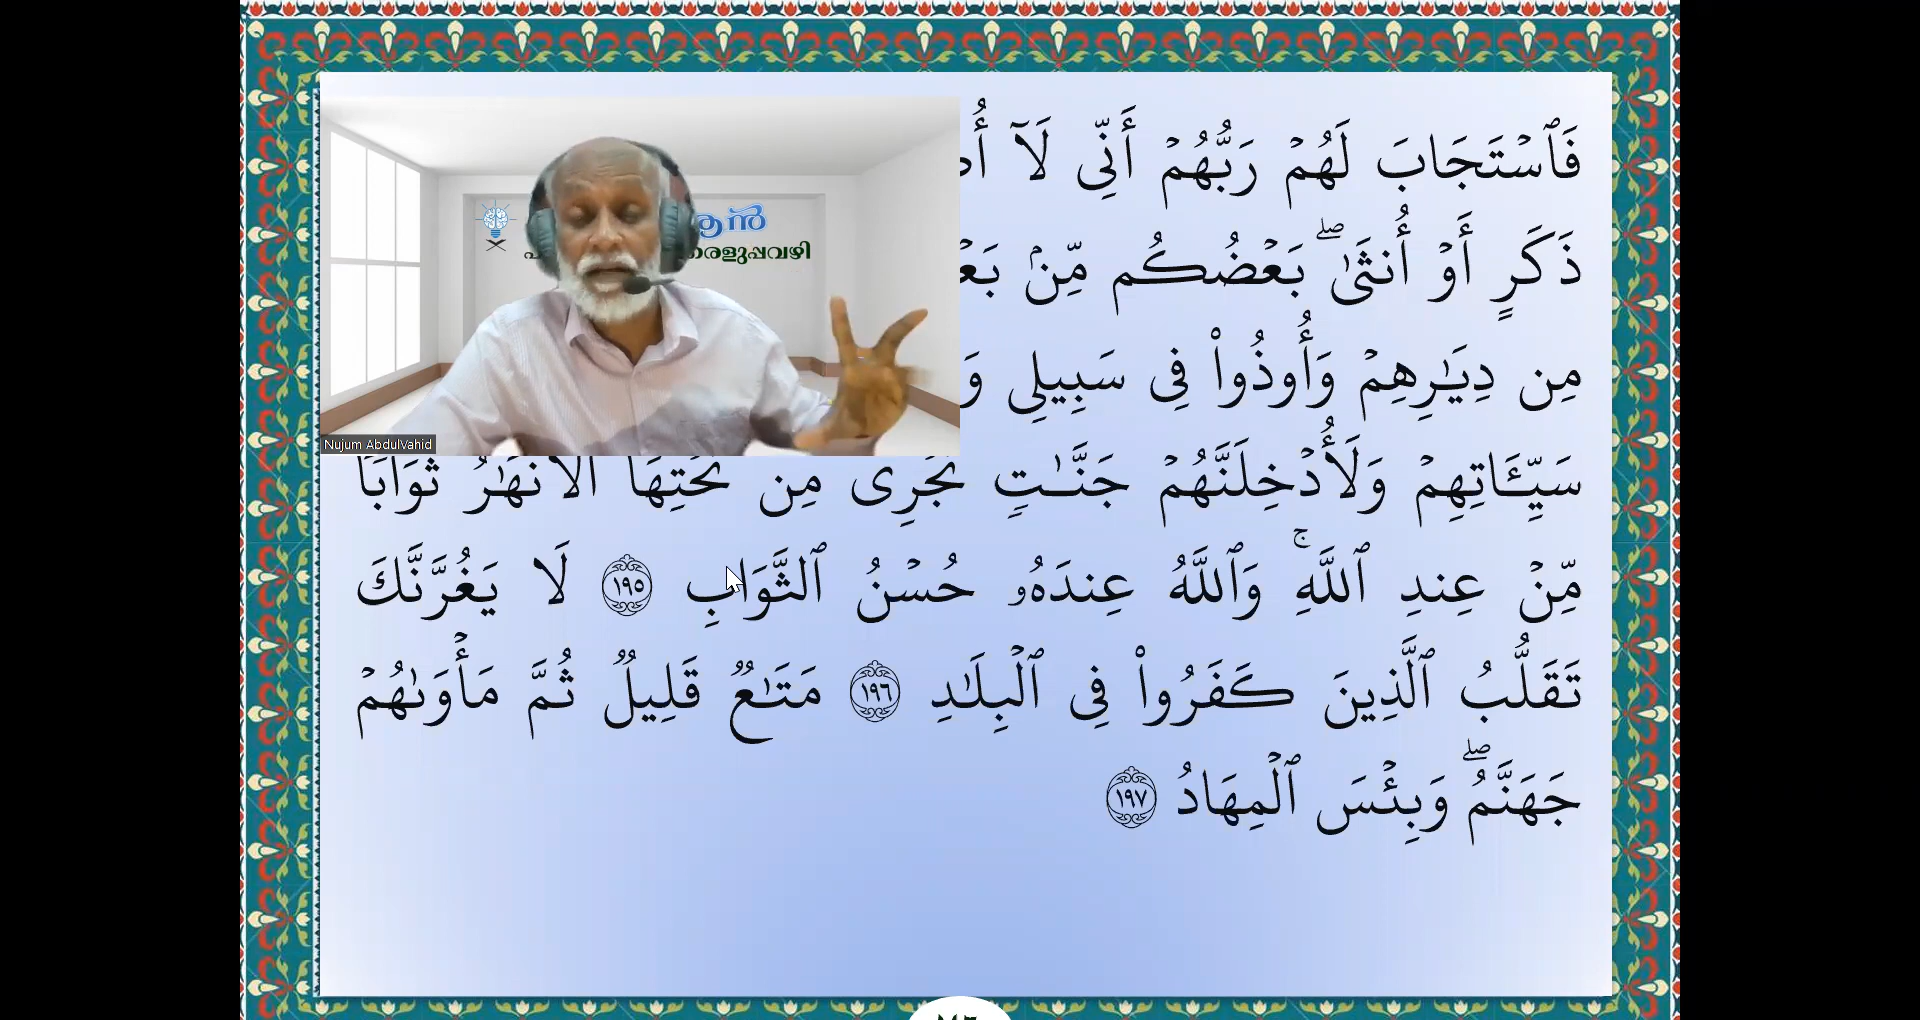 فَٱسْتَجَابَ لَهُمْ رَبُّهُمْ أَنِّى لَآ
ذَكَرٍ أَوْ أُنثَىٰ ۖ بَعْضُكُم مِّنۢ
مِن دِيَـٰرِهِمْ وَأُوذُوا۟ فِى سَبِيلِى
سَيِّـَٔاتِهِمْ وَلَأُدْخِلَنَّهُمْ جَنَّـٰتٍ تَجْرِى مِن تَحْتِهَا ٱلْأَنْهَـٰرُ ثَوَابًا
مِّنْ عِندِ ٱللَّهِ ۚ وَٱللَّهُ عِندَهُۥ حُسْنُ ٱلثَّوَابِ ١٩٥ لَا يَغُرَّنَّكَ
تَقَلُّبُ ٱلَّذِينَ كَفَرُوا۟ فِى ٱلْبِلَـٰدِ ١٩٦ مَتَـٰعٌ قَلِيلٌ ثُمَّ مَأْوَىٰهُمْ
جَهَنَّمُ ۖ وَبِئْسَ ٱلْمِهَادُ ١٩٧
Nujum AbdulVahid